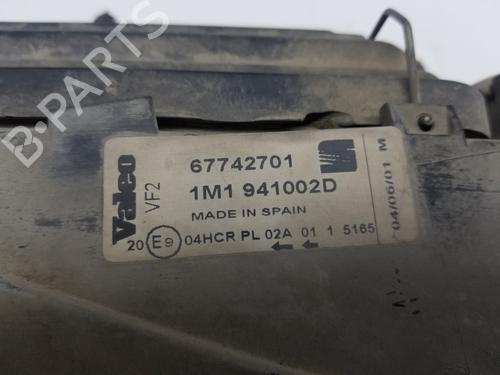 B-PARTS
Valeo
VF2
67742701
1M1 941002D
MADE IN SPAIN
20 E9 04HCR PL 02A 01 1 5165
04/06/01 M